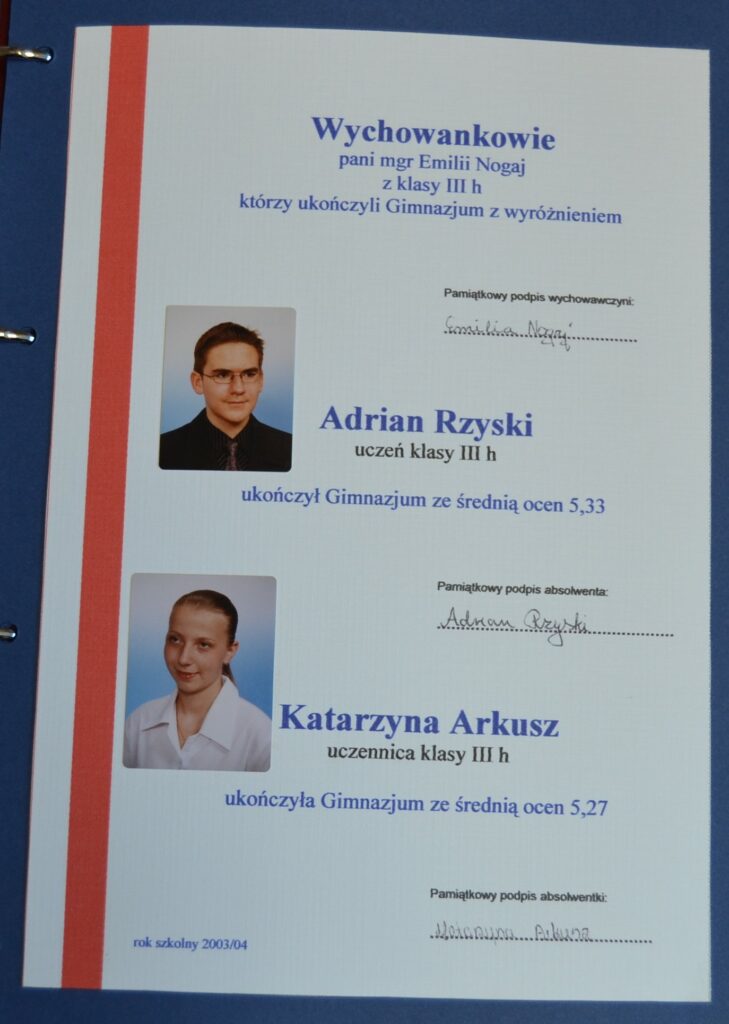 Wychowankowie
pani mgr Emilii Nogaj
z klasy III h
którzy ukończyli Gimnazjum z wyróżnieniem
Pamiątkowy podpis wychowawczyni:
Emilia Nogaj
Adrian Rzyski
uczeń klasy III h
ukończył Gimnazjum ze średnią ocen 5,33
Pamiątkowy podpis absolwenta:
Adrian Rzyski
Katarzyna Arkusz
uczennica klasy III h
ukończyła Gimnazjum ze średnią ocen 5,27
Pamiątkowy podpis absolwentki:
Katarzyna Arkusz
rok szkolny 2003/04